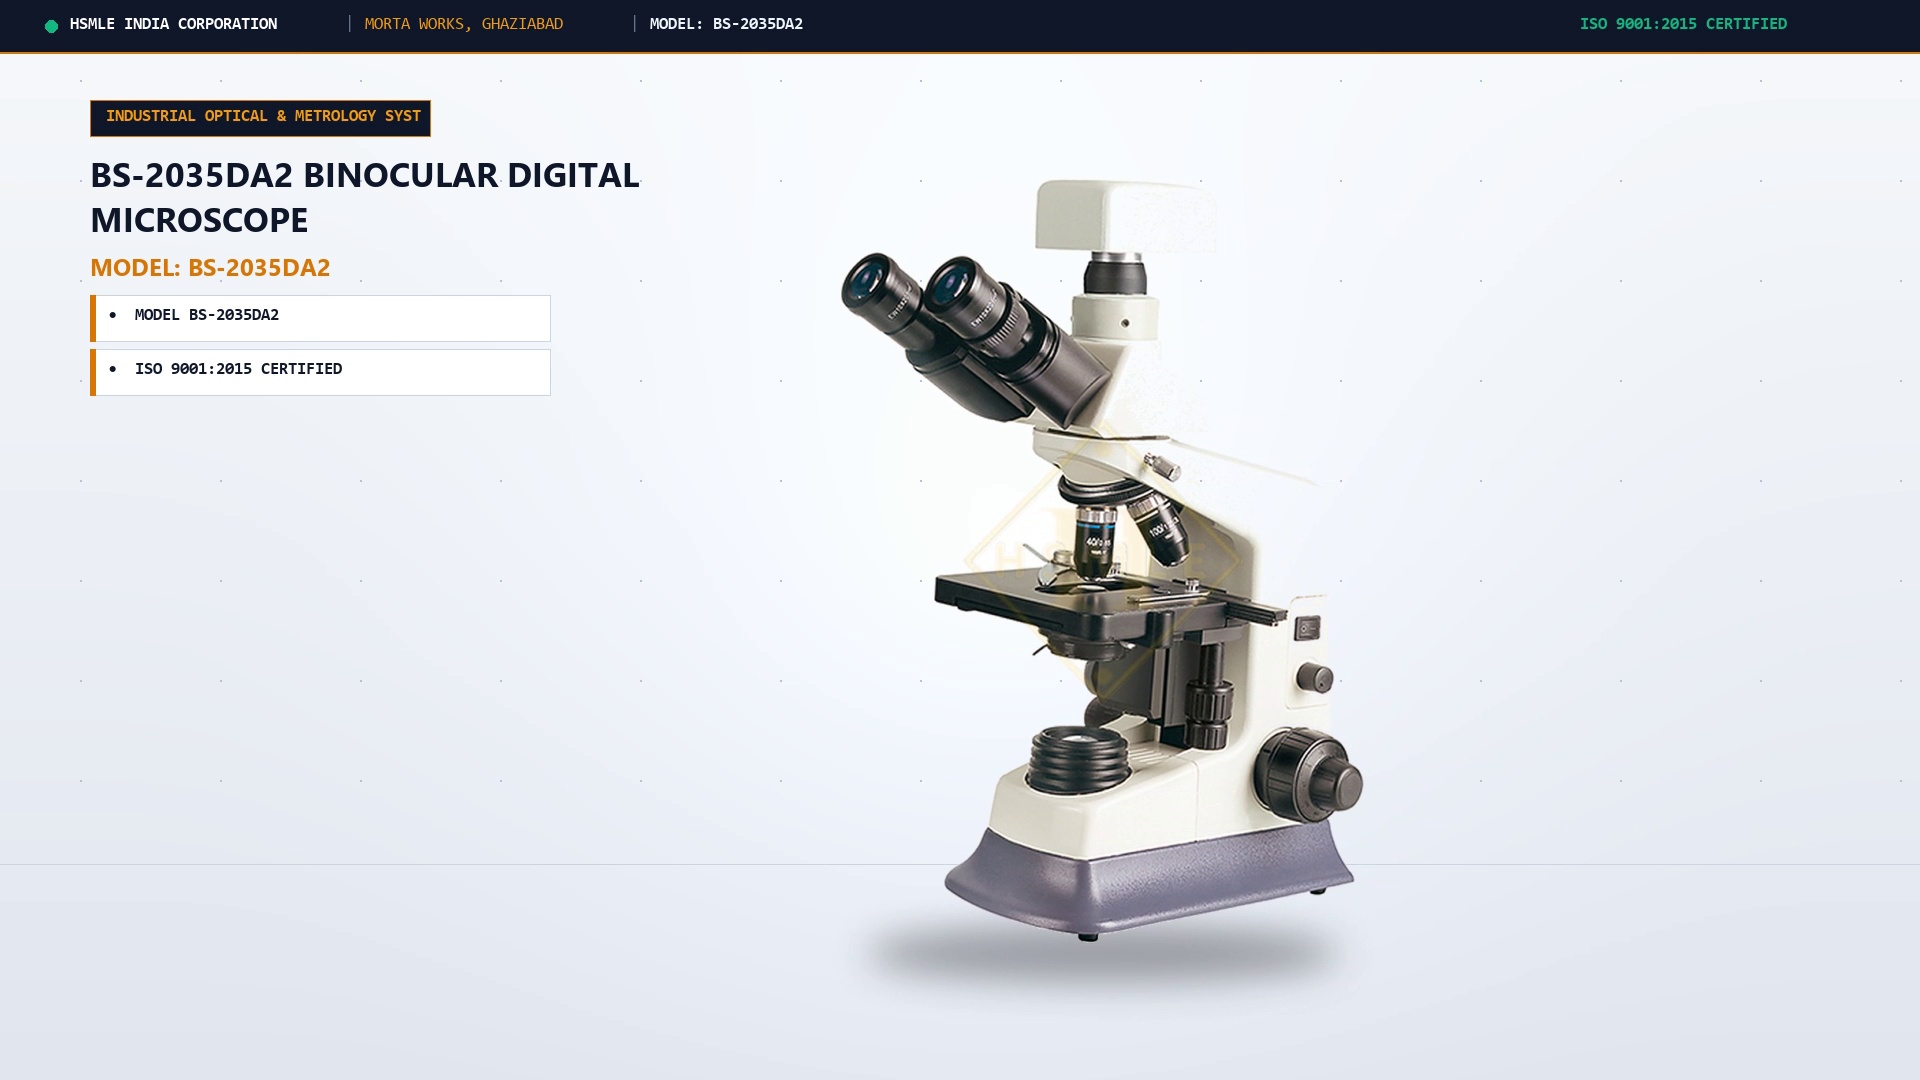 HSMLE INDIA CORPORATION
MORTA WORKS, GHAZIABAD
MODEL: BS-2035DA2
ISO 9001:2015 CERTIFIED
INDUSTRIAL OPTICAL & METROLOGY SYST
BS-2035DA2 BINOCULAR DIGITAL
MICROSCOPE
MODEL: BS-2035DA2
• MODEL BS-2035DA2
• ISO 9001:2015 CERTIFIED